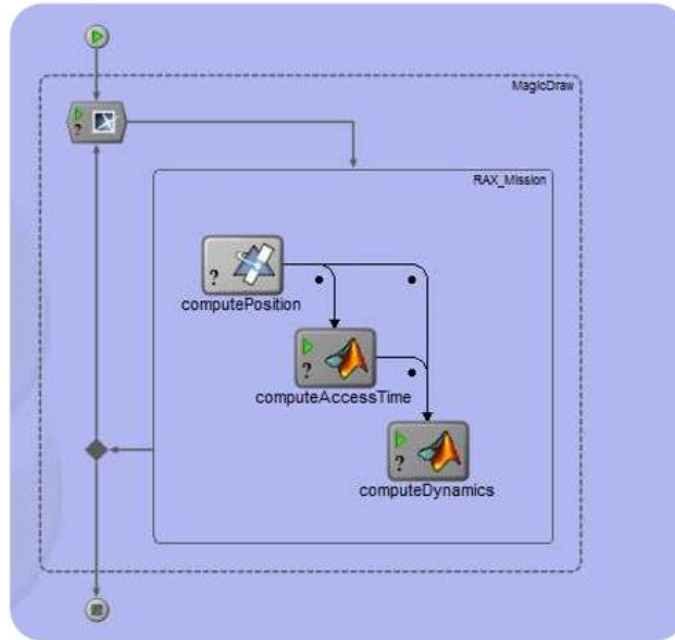 MagicDraw
?
RAX_Mission
?
computePosition
?
computeAccessTime
?
computeDynamics